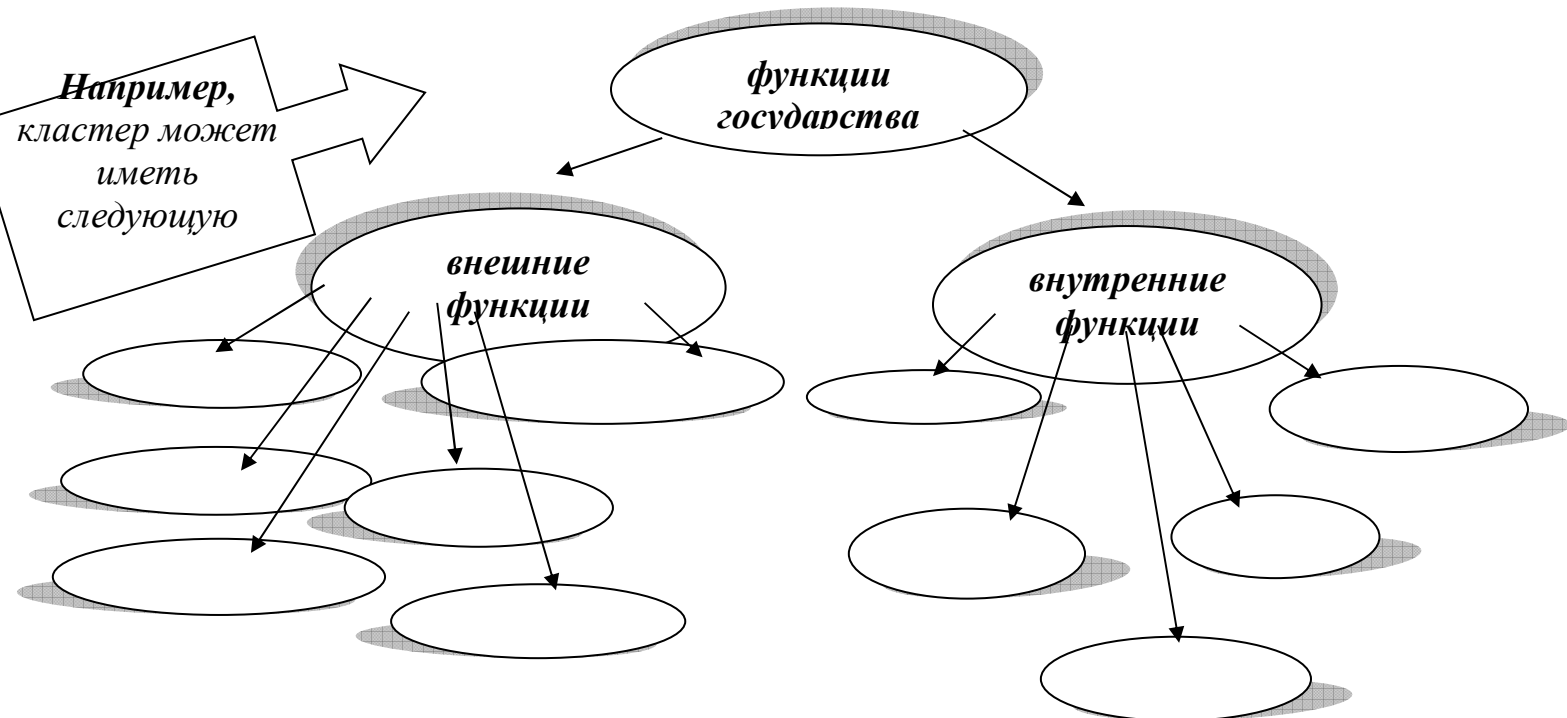 Например,
кластер может
иметь
следующую
функции
государства
внешние
функции
внутренние
функции